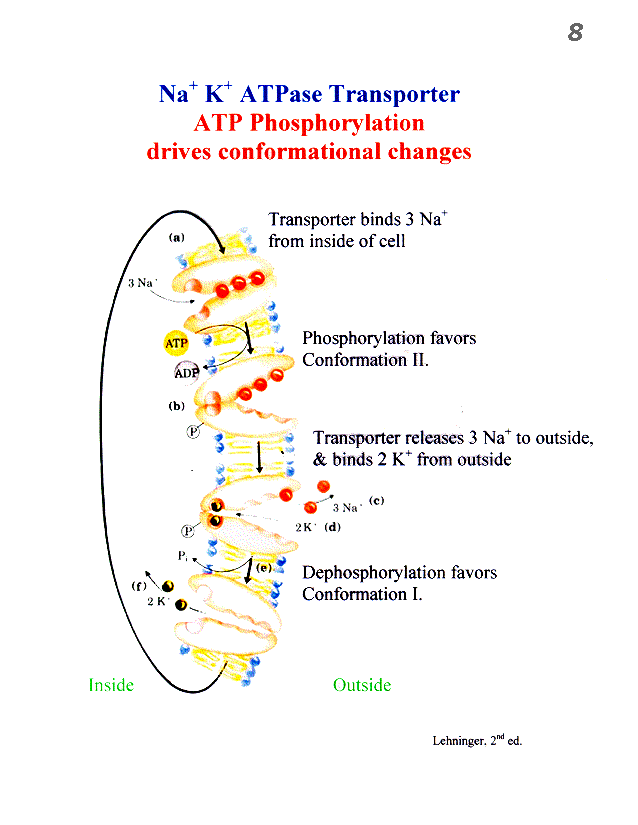 8
Na⁺ K⁺ ATPase Transporter
ATP Phosphorylation
drives conformational changes
Transporter binds 3 Na⁺
from inside of cell
(a)
3 Na⁺
ATP
Phosphorylation favors
Conformation II.
ADP
(b)
P
Transporter releases 3 Na⁺ to outside,
& binds 2 K⁺ from outside
3 Na⁺ (c)
2K⁺ (d)
P
Pᵢ
(e)
Dephosphorylation favors
Conformation I.
(f)
2 K⁺
Inside
Outside
Lehninger. 2nd ed.